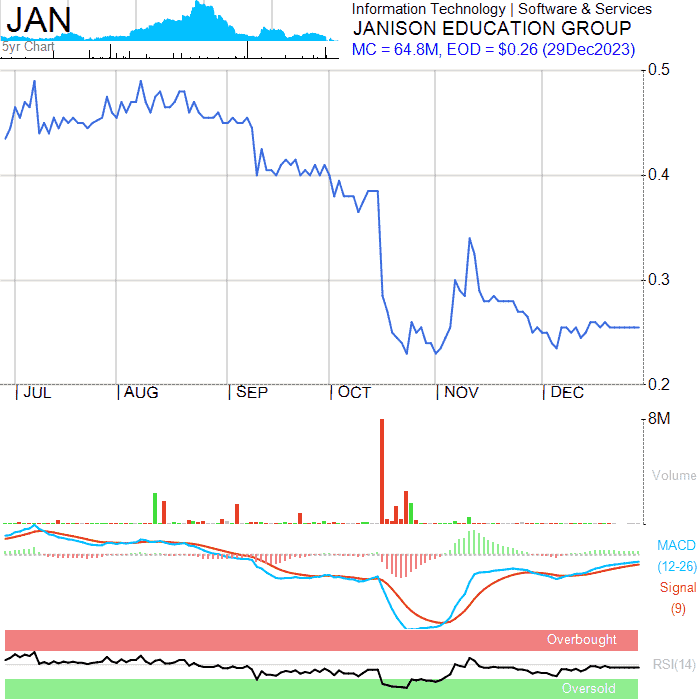 JAN
5yr Chart
Information Technology | Software & Services
JANISON EDUCATION GROUP
MC = 64.8M, EOD = $0.26 (29Dec2023)
0.5
0.4
0.3
0.2
JUL AUG SEP OCT NOV DEC
8M
Volume
MACD
(12-26)
Signal
(9)
Overbought
RSI(14)
Oversold